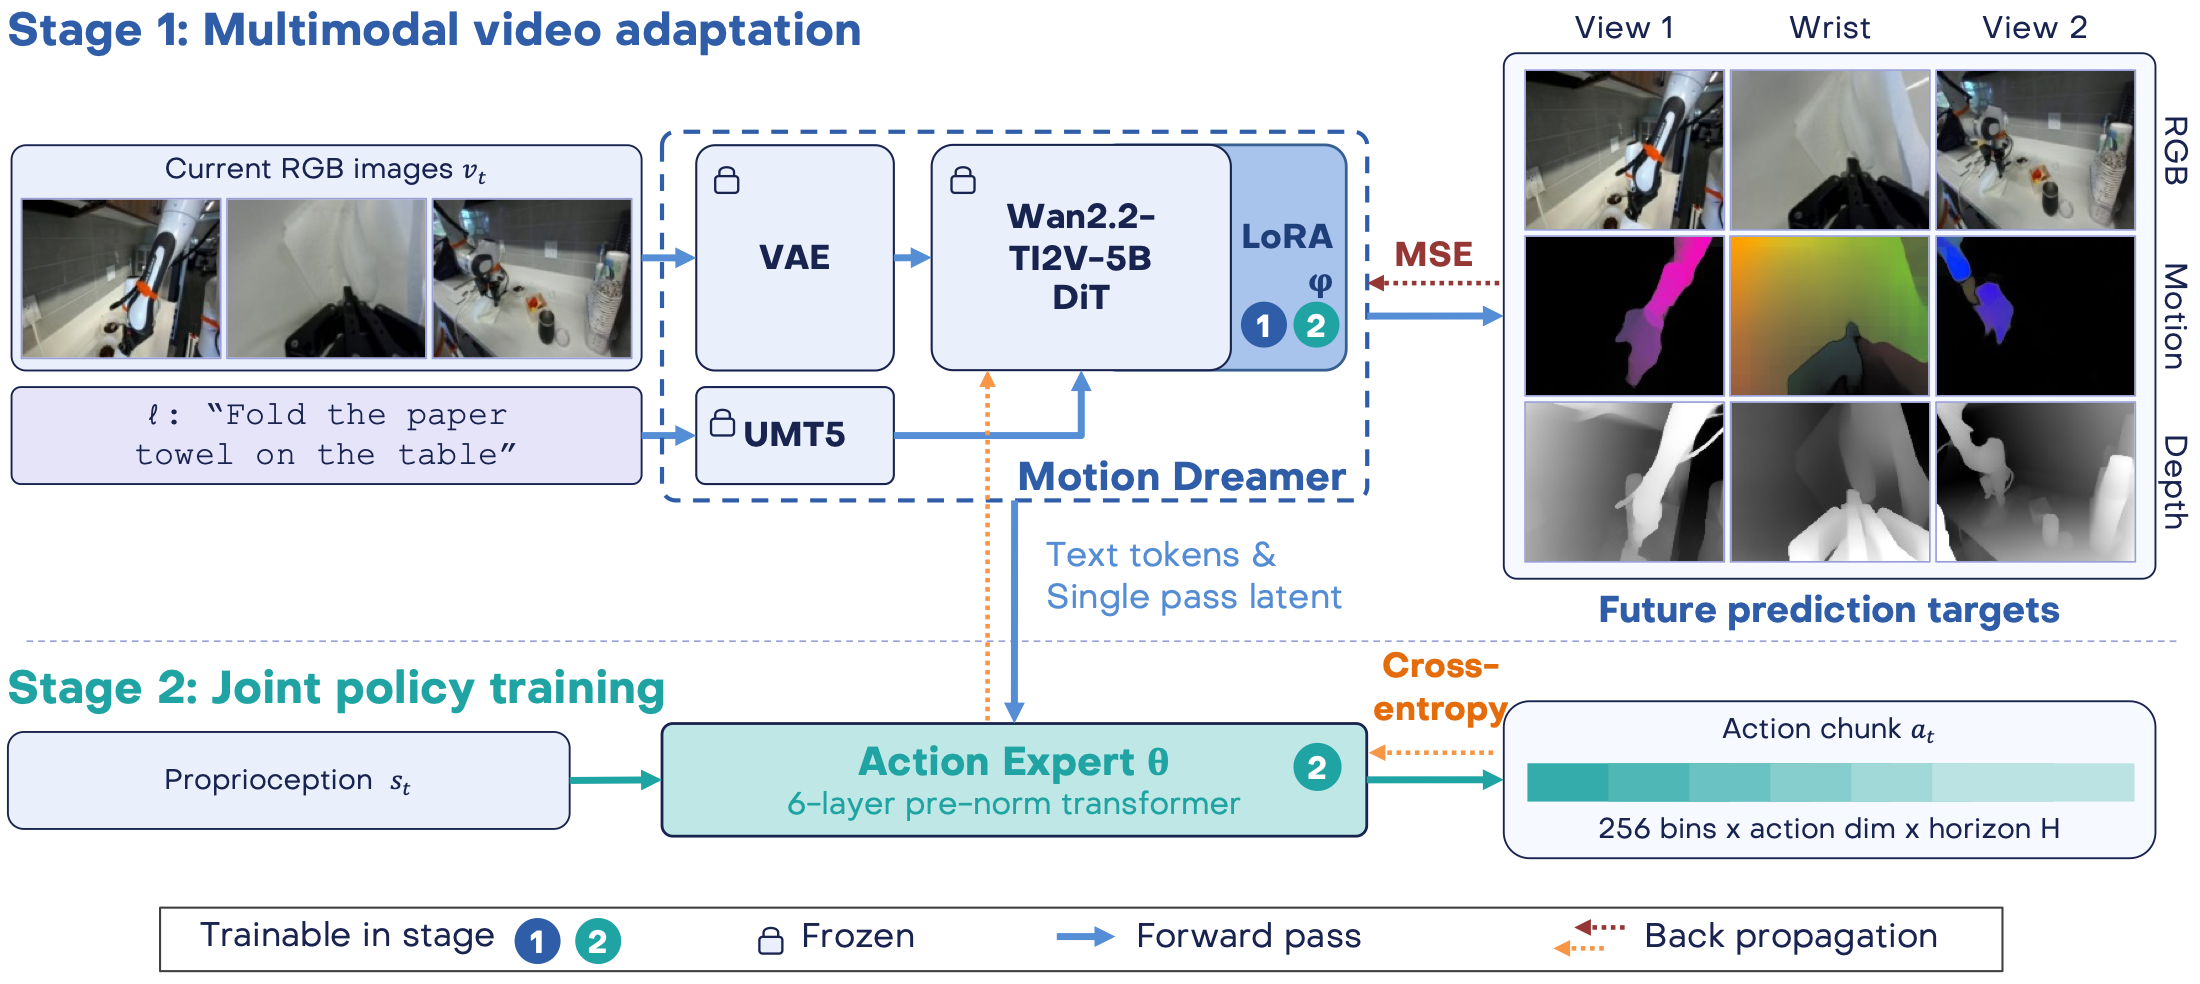 Stage 1: Multimodal video adaptation
View 1
Wrist
View 2
RGB
Motion
Depth
Current RGB images vₜ
ℓ: “Fold the paper
towel on the table”
VAE
UMT5
Wan2.2-
TI2V-5B
DiT
LoRA
φ
1 2
Motion Dreamer
MSE
Future prediction targets
Text tokens &
Single pass latent
Stage 2: Joint policy training
Proprioception sₜ
Action Expert θ
6-layer pre-norm transformer
2
Cross-
entropy
Action chunk aₜ
256 bins x action dim x horizon H
Trainable in stage 1 2
Frozen
Forward pass
Back propagation